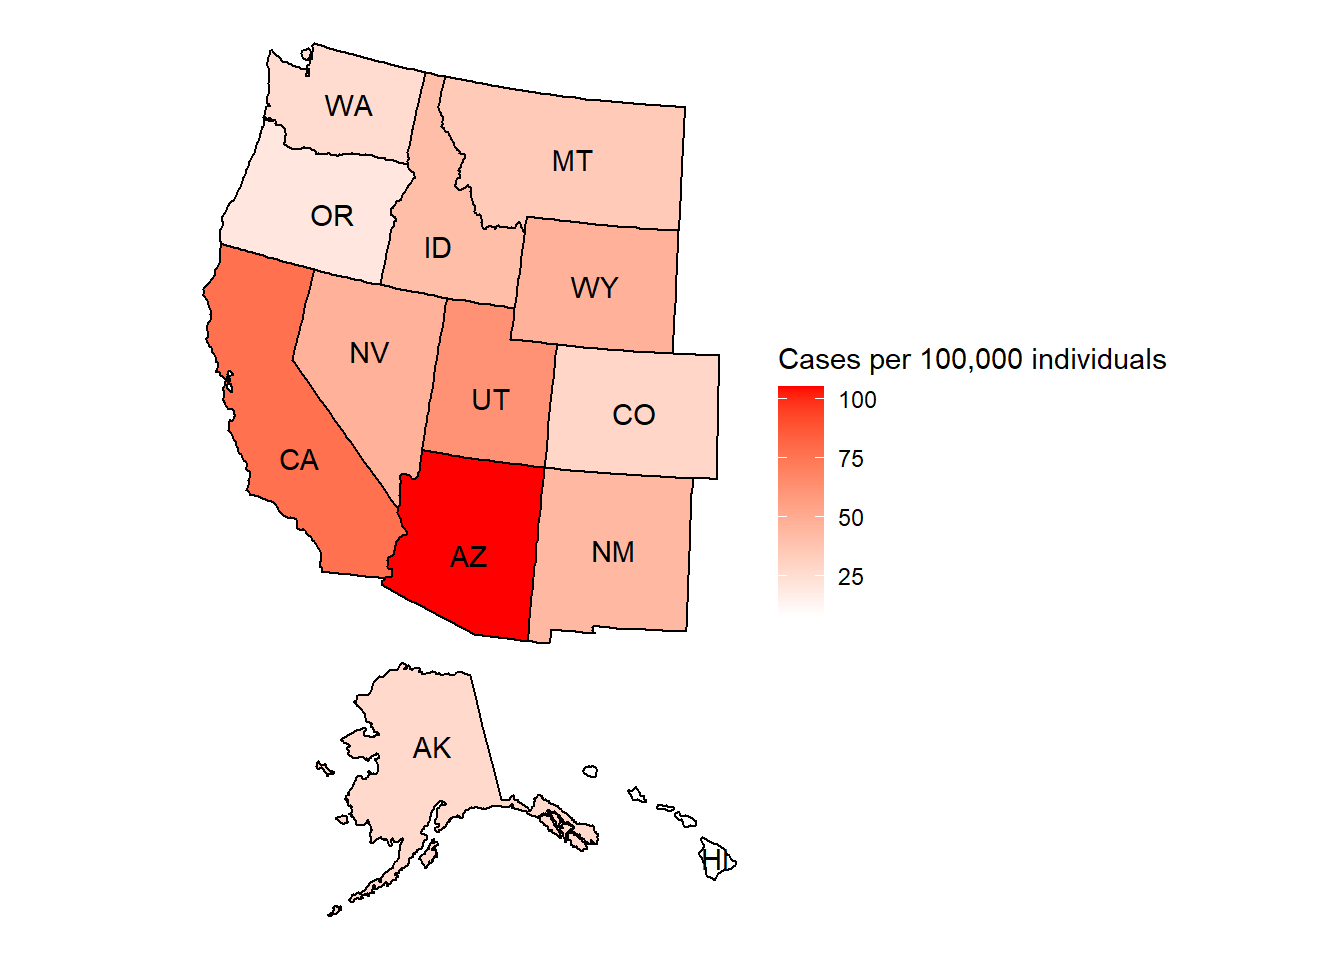 WA
MT
OR
ID
WY
NV
UT
CO
CA
AZ
NM
AK
HI
Cases per 100,000 individuals
100
75
50
25